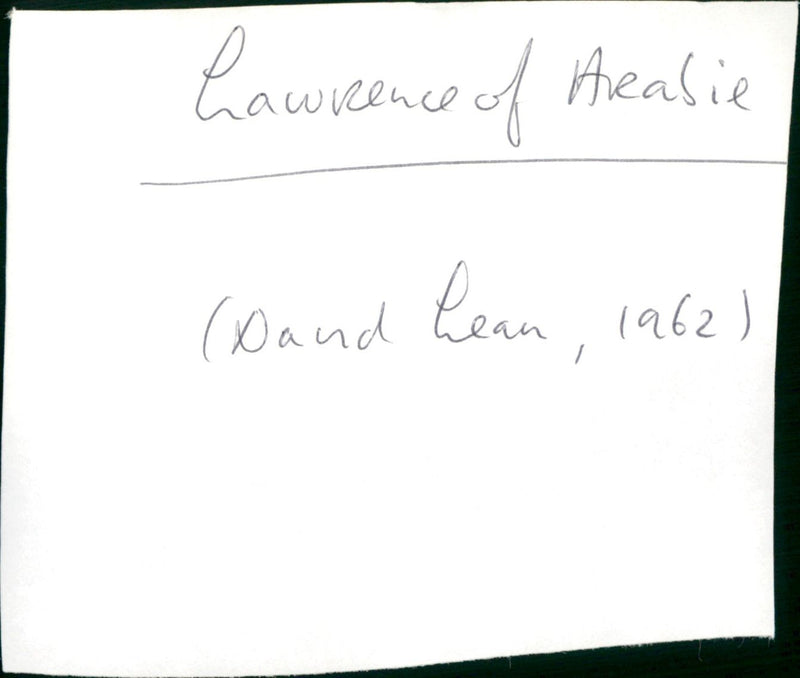 Lawrence of Arabie
(David Lean, 1962)